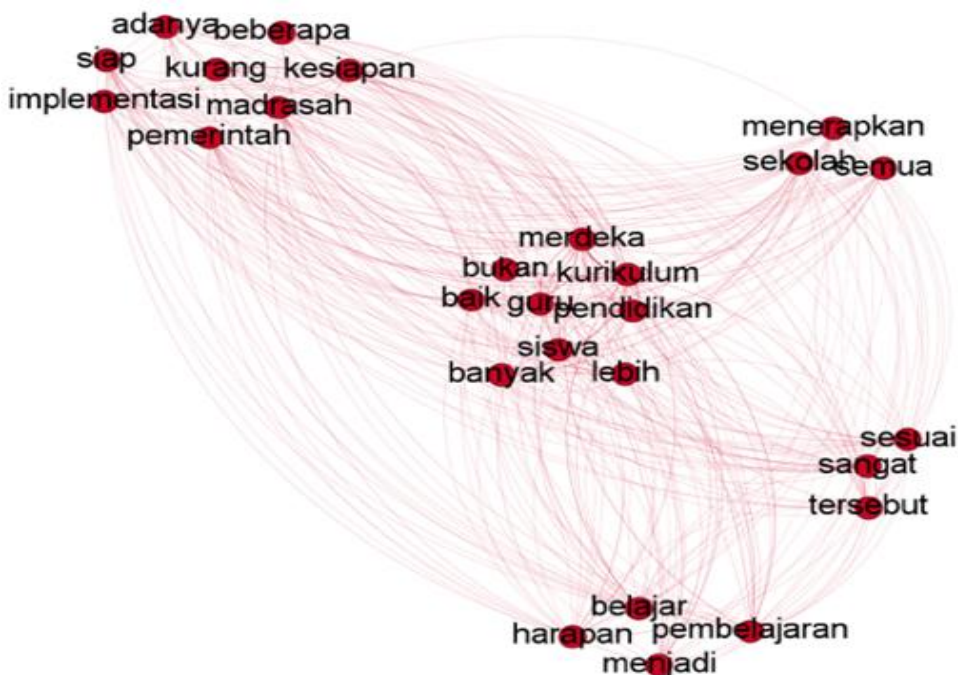 adanya
beberapa
siap
kurang
kesiapan
implementasi
madrasah
pemerintah
menerapkan
sekolah
semua
merdeka
bukan
kurikulum
baik
guru
pendidikan
siswa
banyak
lebih
sesuai
sangat
tersebut
belajar
harapan
pembelajaran
menjadi